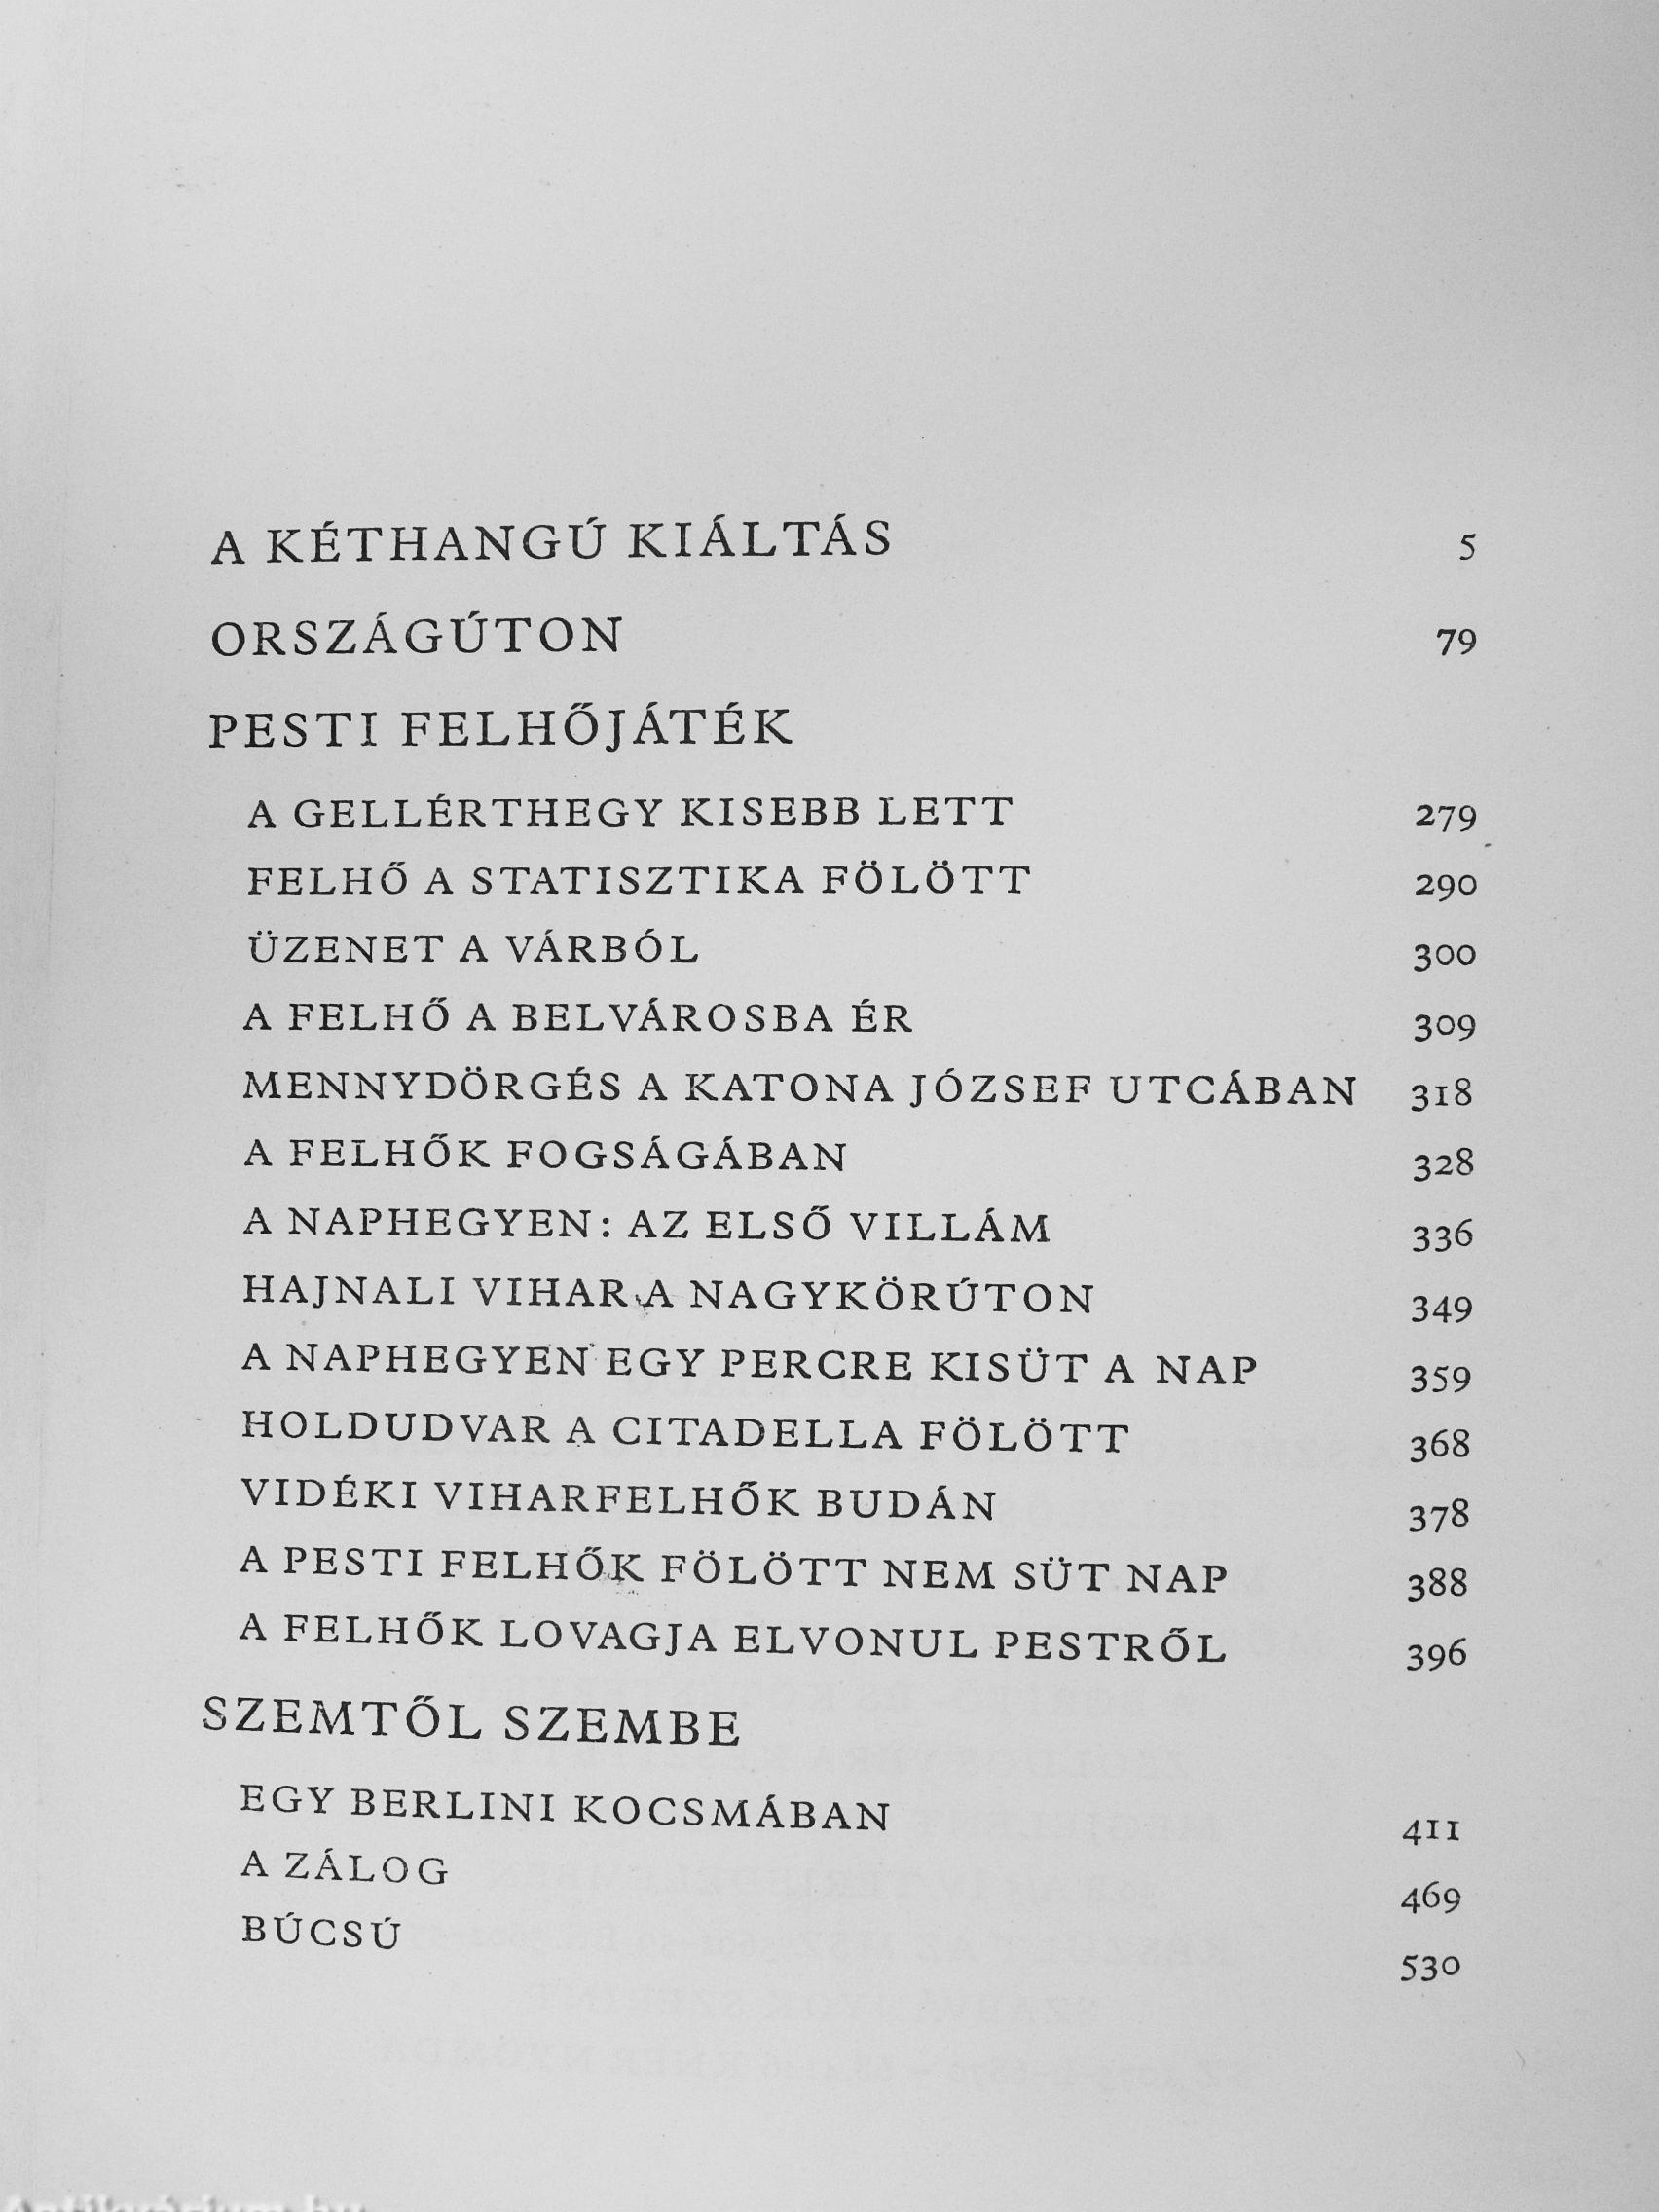 A KÉTHANGÚ KIÁLTÁS 5
ORSZÁGÚTON 79
PESTI FELHŐJÁTÉK
A GELLÉRTHEGY KISEBB LETT 279
FELHŐ A STATISZTIKA FÖLÖTT 290
ÜZENET A VÁRBÓL 300
A FELHŐ A BELVÁROSBA ÉR 309
MENNYDÖRGÉS A KATONA JÓZSEF UTCÁBAN 318
A FELHŐK FOGSÁGÁBAN 328
A NAPHEGYEN: AZ ELSŐ VILLÁM 336
HAJNALI VIHAR A NAGYKÖRÚTON 349
A NAPHEGYEN EGY PERCRE KISÜT A NAP 359
HOLDUDVAR A CITADELLA FÖLÖTT 368
VIDÉKI VIHARFELHŐK BUDÁN 378
A PESTI FELHŐK FÖLÖTT NEM SÜT NAP 388
A FELHŐK LOVAGJA ELVONUL PESTRŐL 396
SZEMTŐL SZEMBE
EGY BERLINI KOCSMÁBAN 411
A ZÁLOG 469
BÚCSÚ 530